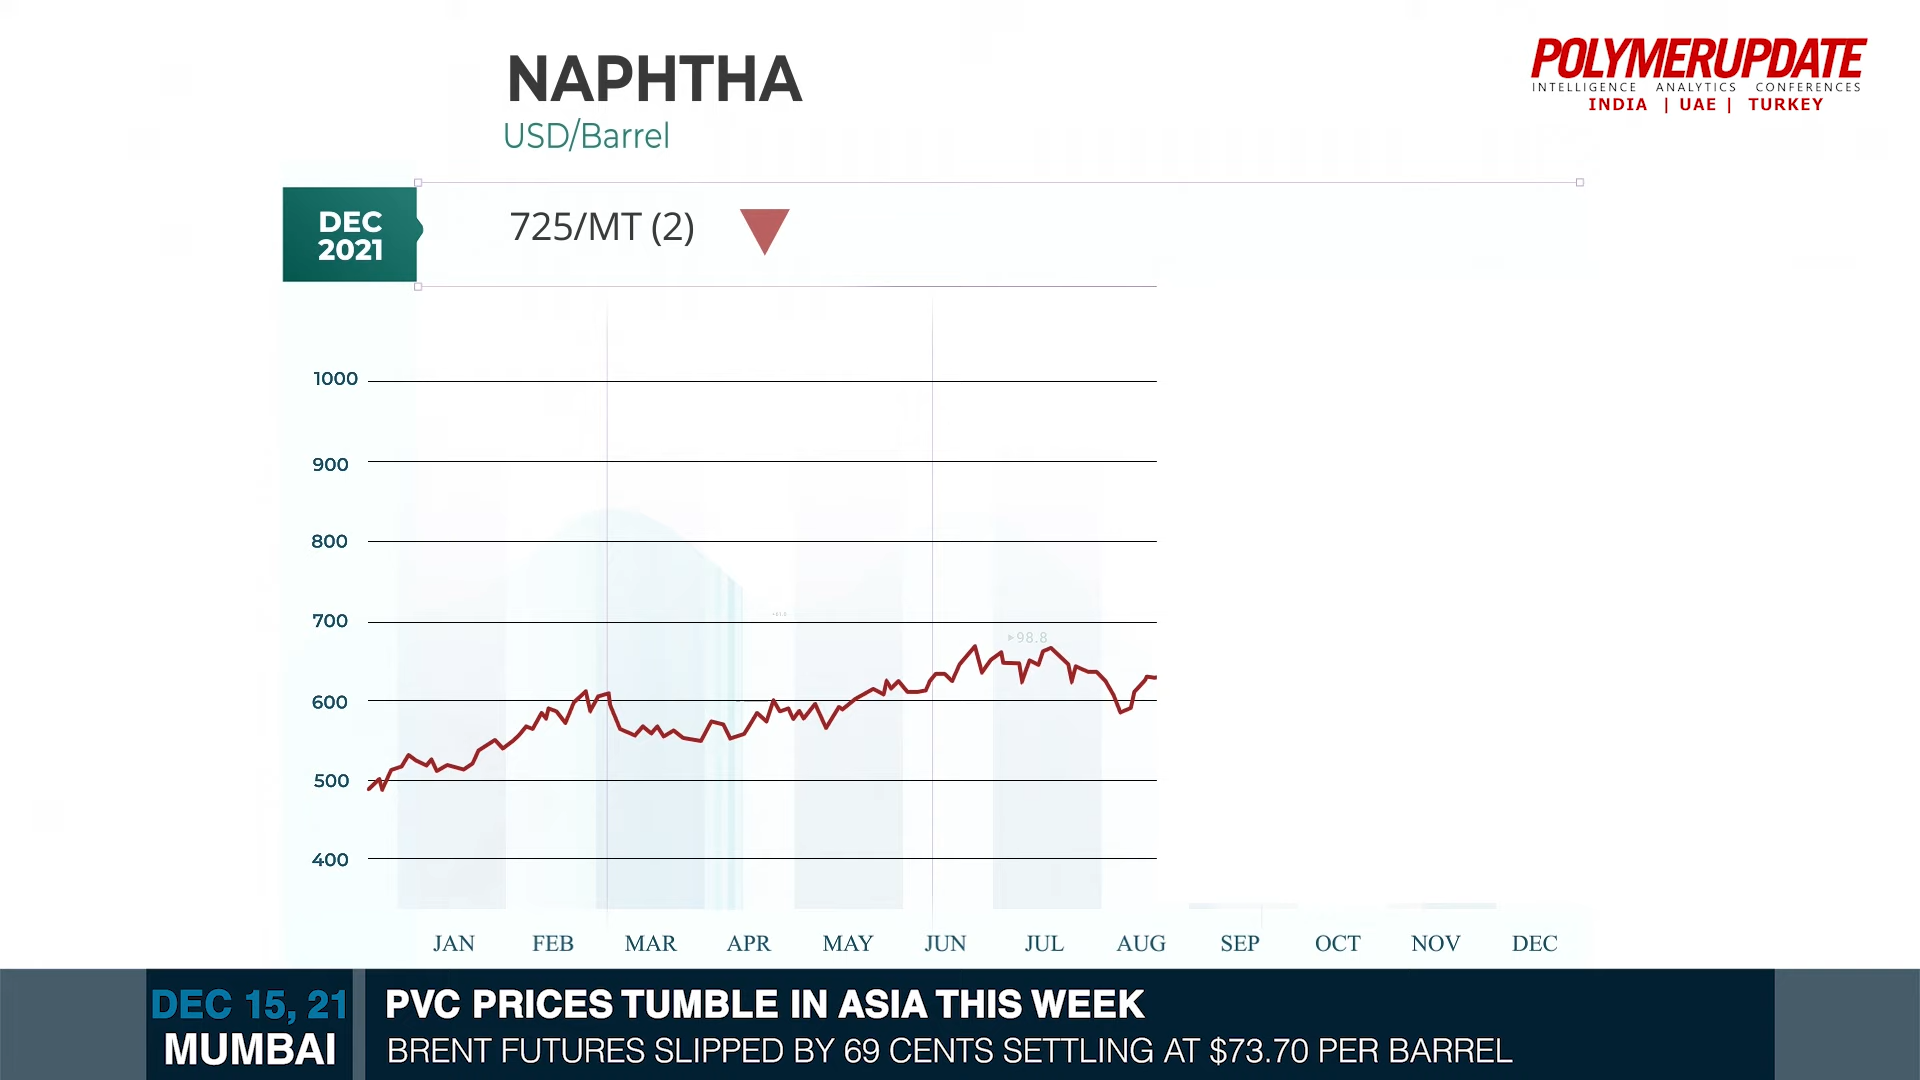 NAPHTHA
USD/Barrel
POLYMERUPDATE
INTELLIGENCE ANALYTICS CONFERENCES
INDIA | UAE | TURKEY
DEC
2021
725/MT (2)
1000
900
800
700
600
500
400
98.8
JAN FEB MAR APR MAY JUN JUL AUG SEP OCT NOV DEC
DEC 15, 21
MUMBAI
PVC PRICES TUMBLE IN ASIA THIS WEEK
BRENT FUTURES SLIPPED BY 69 CENTS SETTLING AT $73.70 PER BARREL